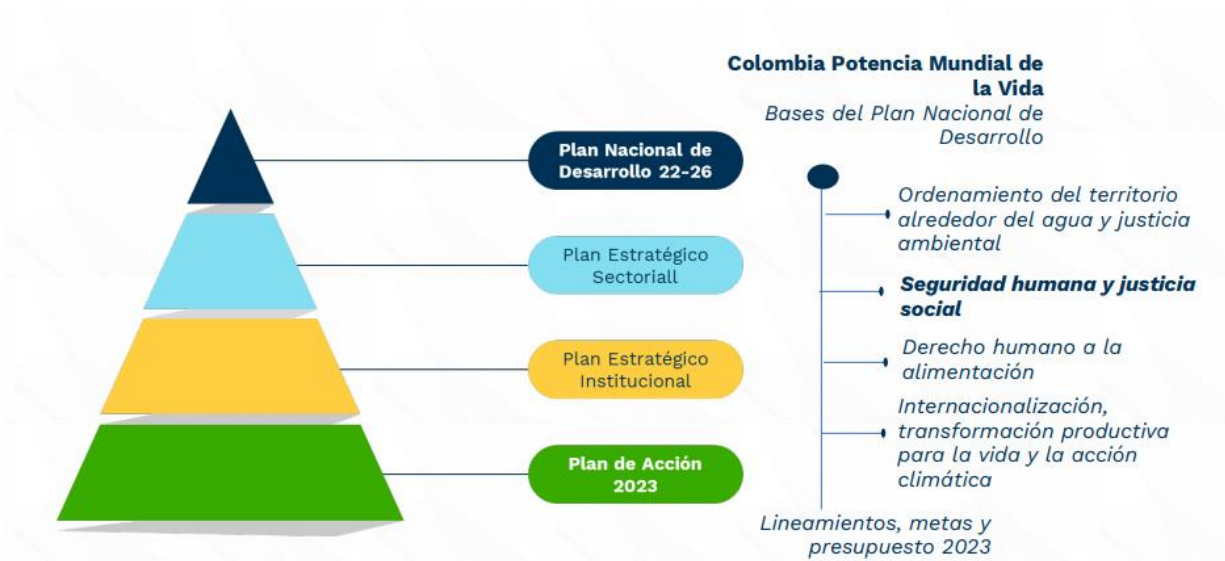 Plan Nacional de
Desarrollo 22-26
Plan Estratégico
Sectoriall
Plan Estratégico
Institucional
Plan de Acción
2023
Colombia Potencia Mundial de
la Vida
Bases del Plan Nacional de
Desarrollo
Ordenamiento del territorio
alrededor del agua y justicia
ambiental
Seguridad humana y justicia
social
Derecho humano a la
alimentación
Internacionalización,
transformación productiva
para la vida y la acción
climática
Lineamientos, metas y
presupuesto 2023